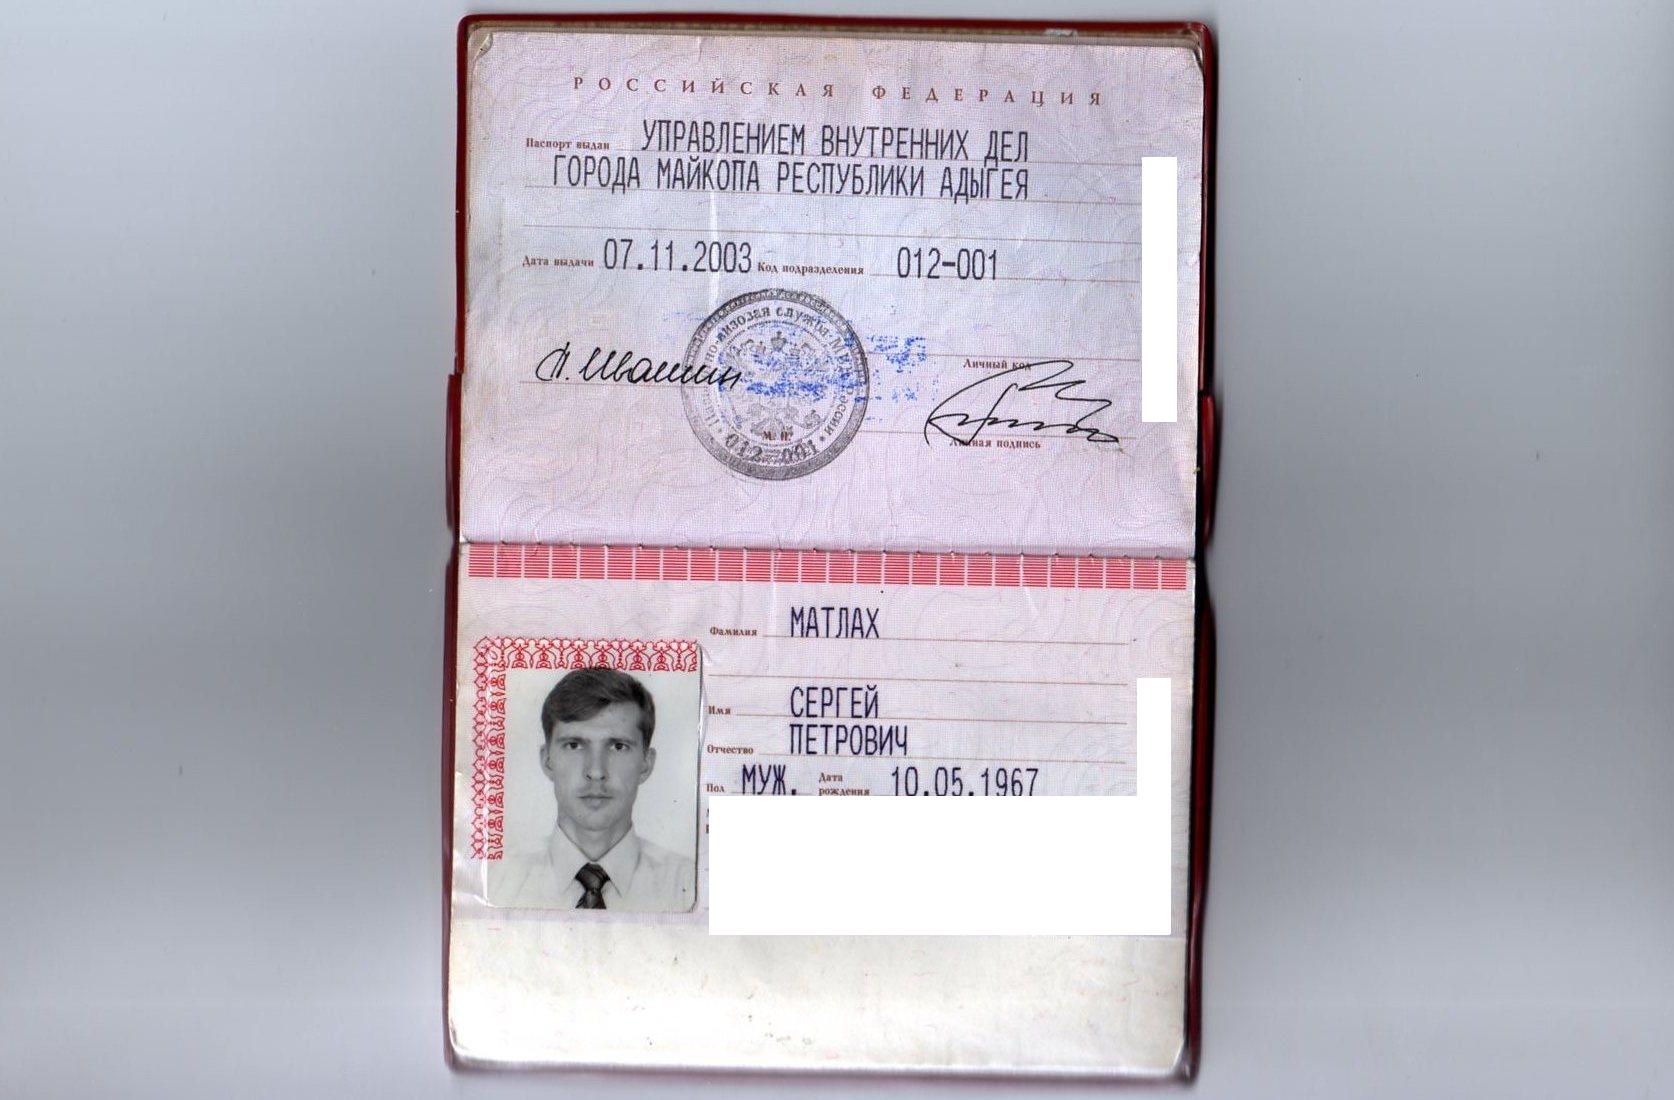 РОССИЙСКАЯ ФЕДЕРАЦИЯ
Паспорт выдан УПРАВЛЕНИЕМ ВНУТРЕННИХ ДЕЛ
ГОРОДА МАЙКОПА РЕСПУБЛИКИ АДЫГЕЯ
Дата выдачи 07.11.2003 Код подразделения 012-001
Личный код
М. П.
012-001
Личная подпись
Фамилия МАТЛАХ
Имя СЕРГЕЙ
Отчество ПЕТРОВИЧ
Пол МУЖ. Дата рождения 10.05.1967